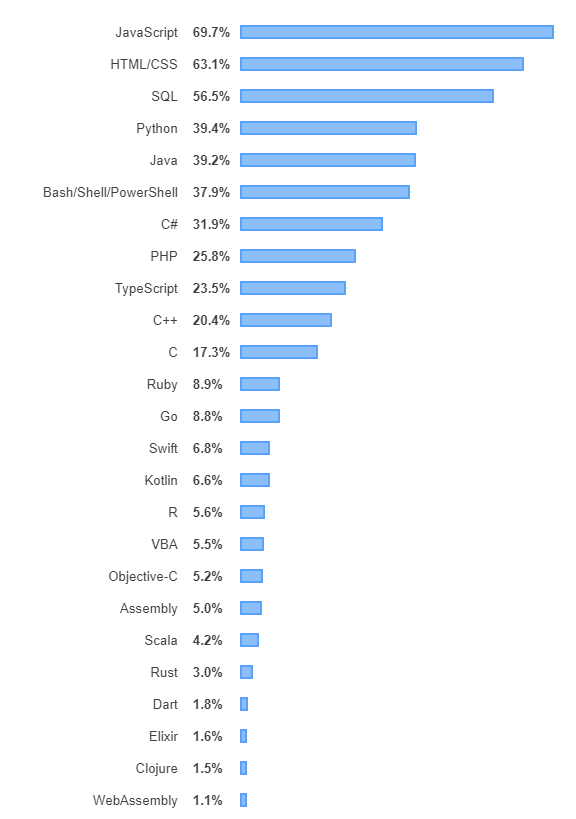 JavaScript 69.7%
HTML/CSS 63.1%
SQL 56.5%
Python 39.4%
Java 39.2%
Bash/Shell/PowerShell 37.9%
C# 31.9%
PHP 25.8%
TypeScript 23.5%
C++ 20.4%
C 17.3%
Ruby 8.9%
Go 8.8%
Swift 6.8%
Kotlin 6.6%
R 5.6%
VBA 5.5%
Objective-C 5.2%
Assembly 5.0%
Scala 4.2%
Rust 3.0%
Dart 1.8%
Elixir 1.6%
Clojure 1.5%
WebAssembly 1.1%